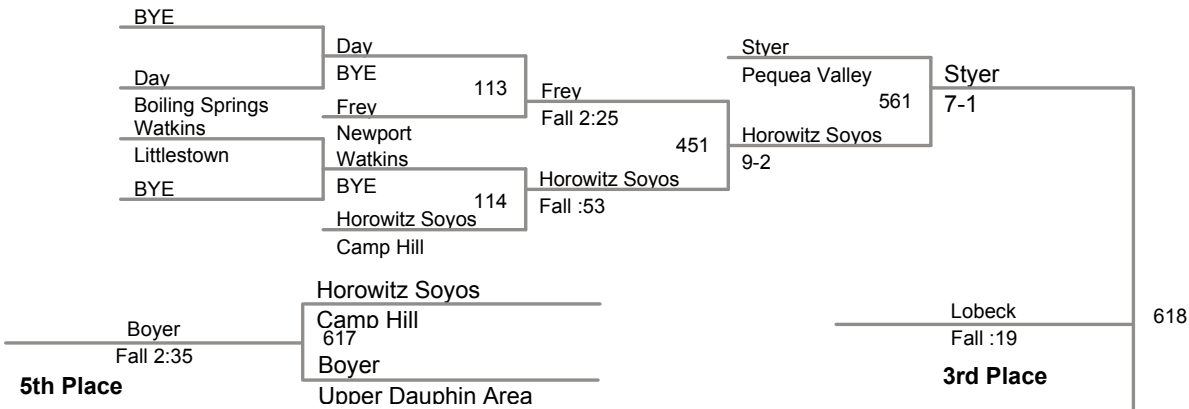 BYE
Day
Boiling Springs
Watkins
Littlestown
BYE
Day
BYE
113
Frey
Newport
Watkins
BYE
114
Horowitz Soyos
Camp Hill
Frey
Fall 2:25
451
Horowitz Soyos
Fall :53
Styer
Pequea Valley
561
Horowitz Soyos
9-2
Styer
7-1
Horowitz Soyos
Camp Hill
617
Boyer
Upper Dauphin Area
Boyer
Fall 2:35
5th Place
Lobeck
Fall :19
3rd Place
618